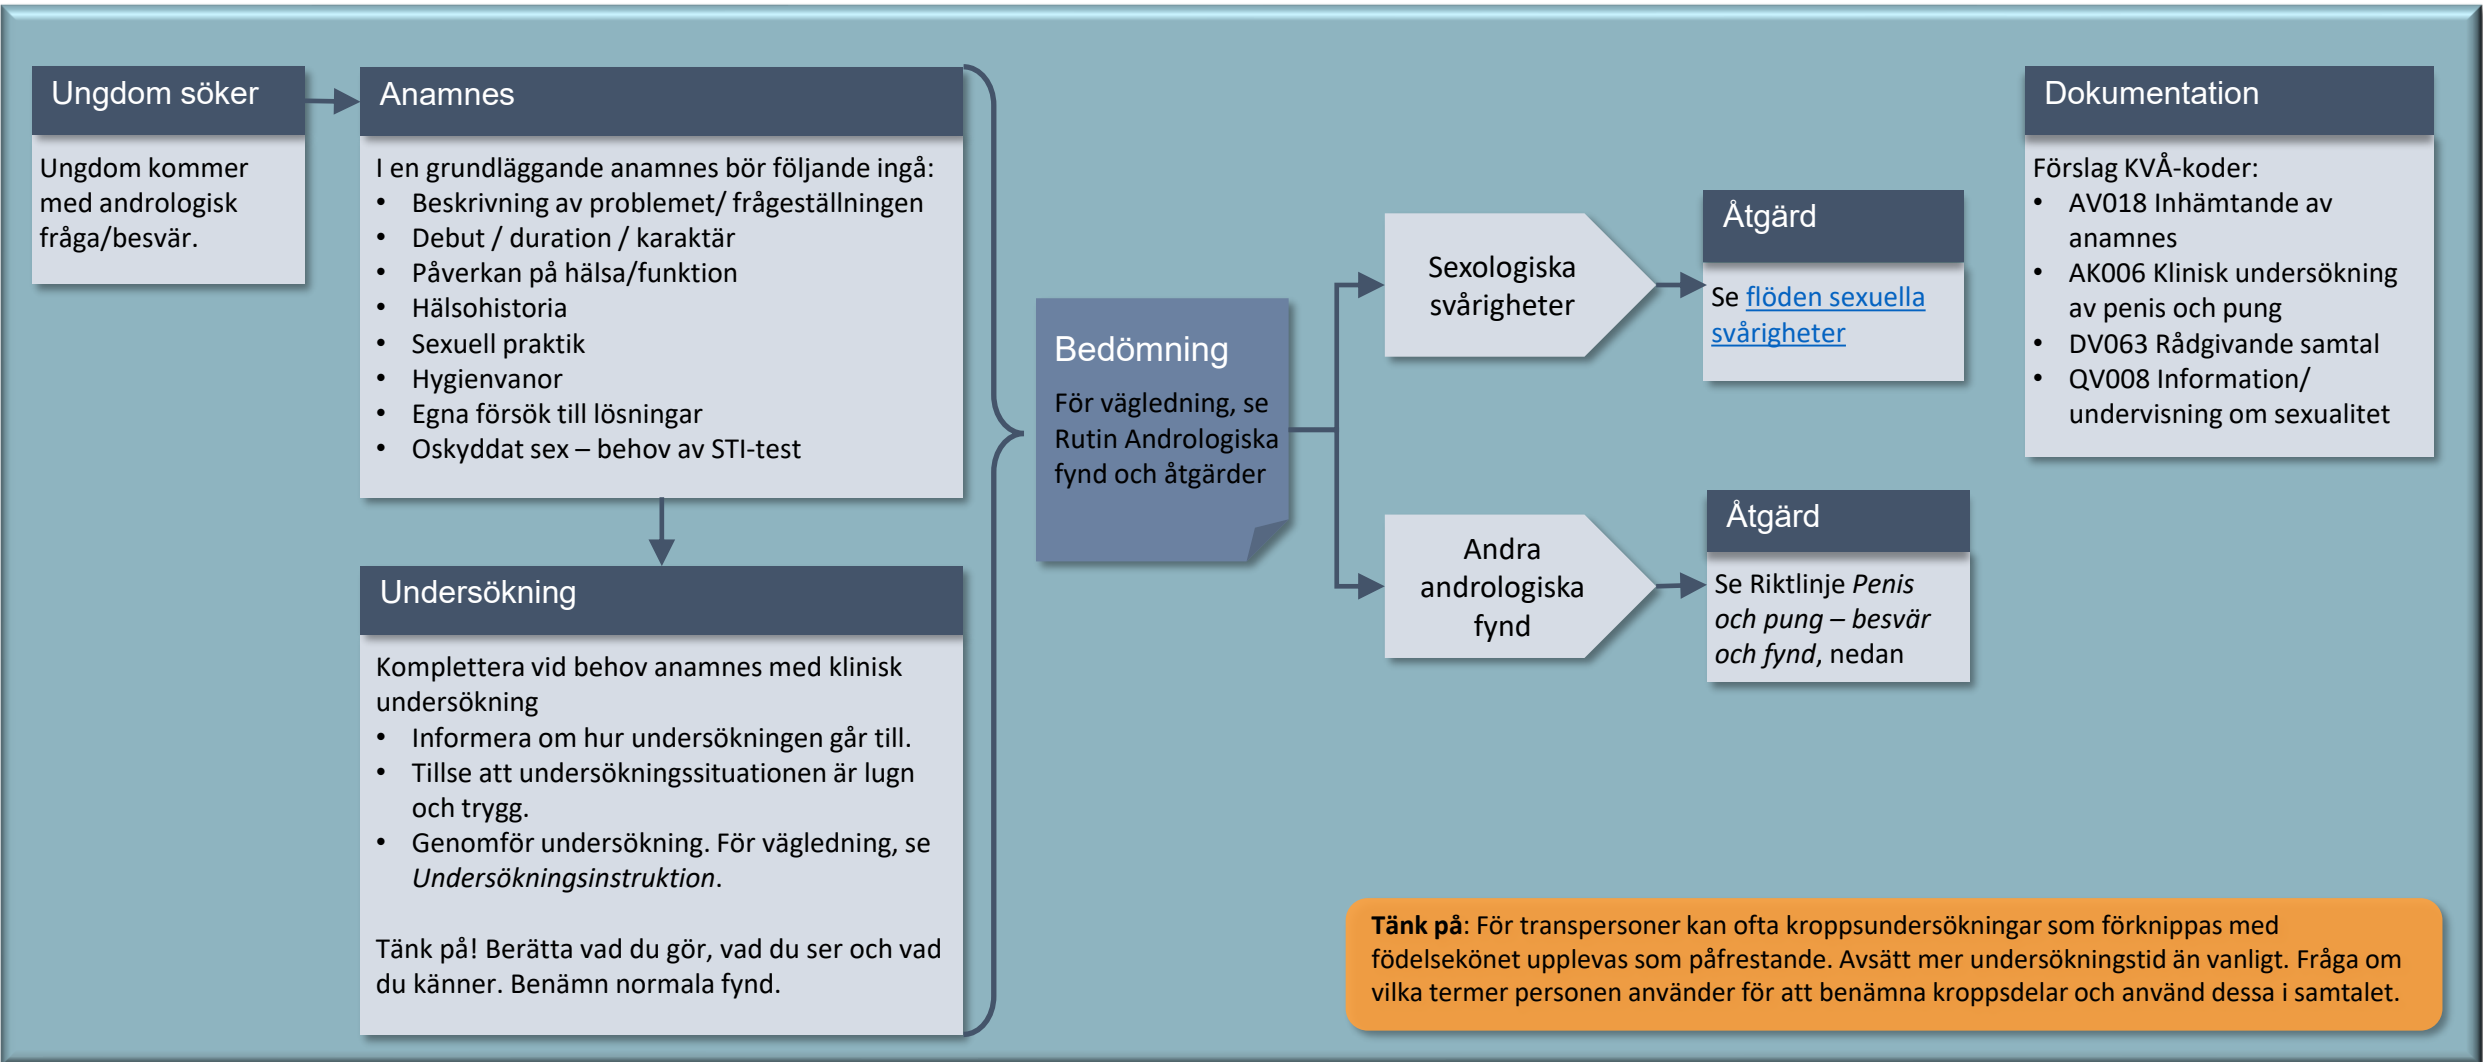 Ungdom söker
Ungdom kommer
med andrologisk
fråga/besvär.
Anamnes
I en grundläggande anamnes bör följande ingå:
• Beskrivning av problemet/ frågeställningen
• Debut / duration / karaktär
• Påverkan på hälsa/funktion
• Hälsohistoria
• Sexuell praktik
• Hygienvanor
• Egna försök till lösningar
• Oskyddat sex – behov av STI-test
Undersökning
Komplettera vid behov anamnes med klinisk
undersökning
• Informera om hur undersökningen går till.
• Tillse att undersökningssituationen är lugn
och trygg.
• Genomför undersökning. För vägledning, se
Undersökningsinstruktion.
Tänk på! Berätta vad du gör, vad du ser och vad
du känner. Benämn normala fynd.
Bedömning
För vägledning, se
Rutin Andrologiska
fynd och åtgärder
Sexologiska
svårigheter
Åtgärd
Se flöden sexuella
svårigheter
Andra
andrologiska
fynd
Åtgärd
Se Riktlinje Penis
och pung – besvär
och fynd, nedan
Dokumentation
Förslag KVÅ-koder:
• AV018 Inhämtande av
anamnes
• AK006 Klinisk undersökning
av penis och pung
• DV063 Rådgivande samtal
• QV008 Information/
undervisning om sexualitet
Tänk på: För transpersoner kan ofta kroppsundersökningar som förknippas med
födelsekönet upplevas som påfrestande. Avsätt mer undersökningstid än vanligt. Fråga om
vilka termer personen använder för att benämna kroppsdelar och använd dessa i samtalet.